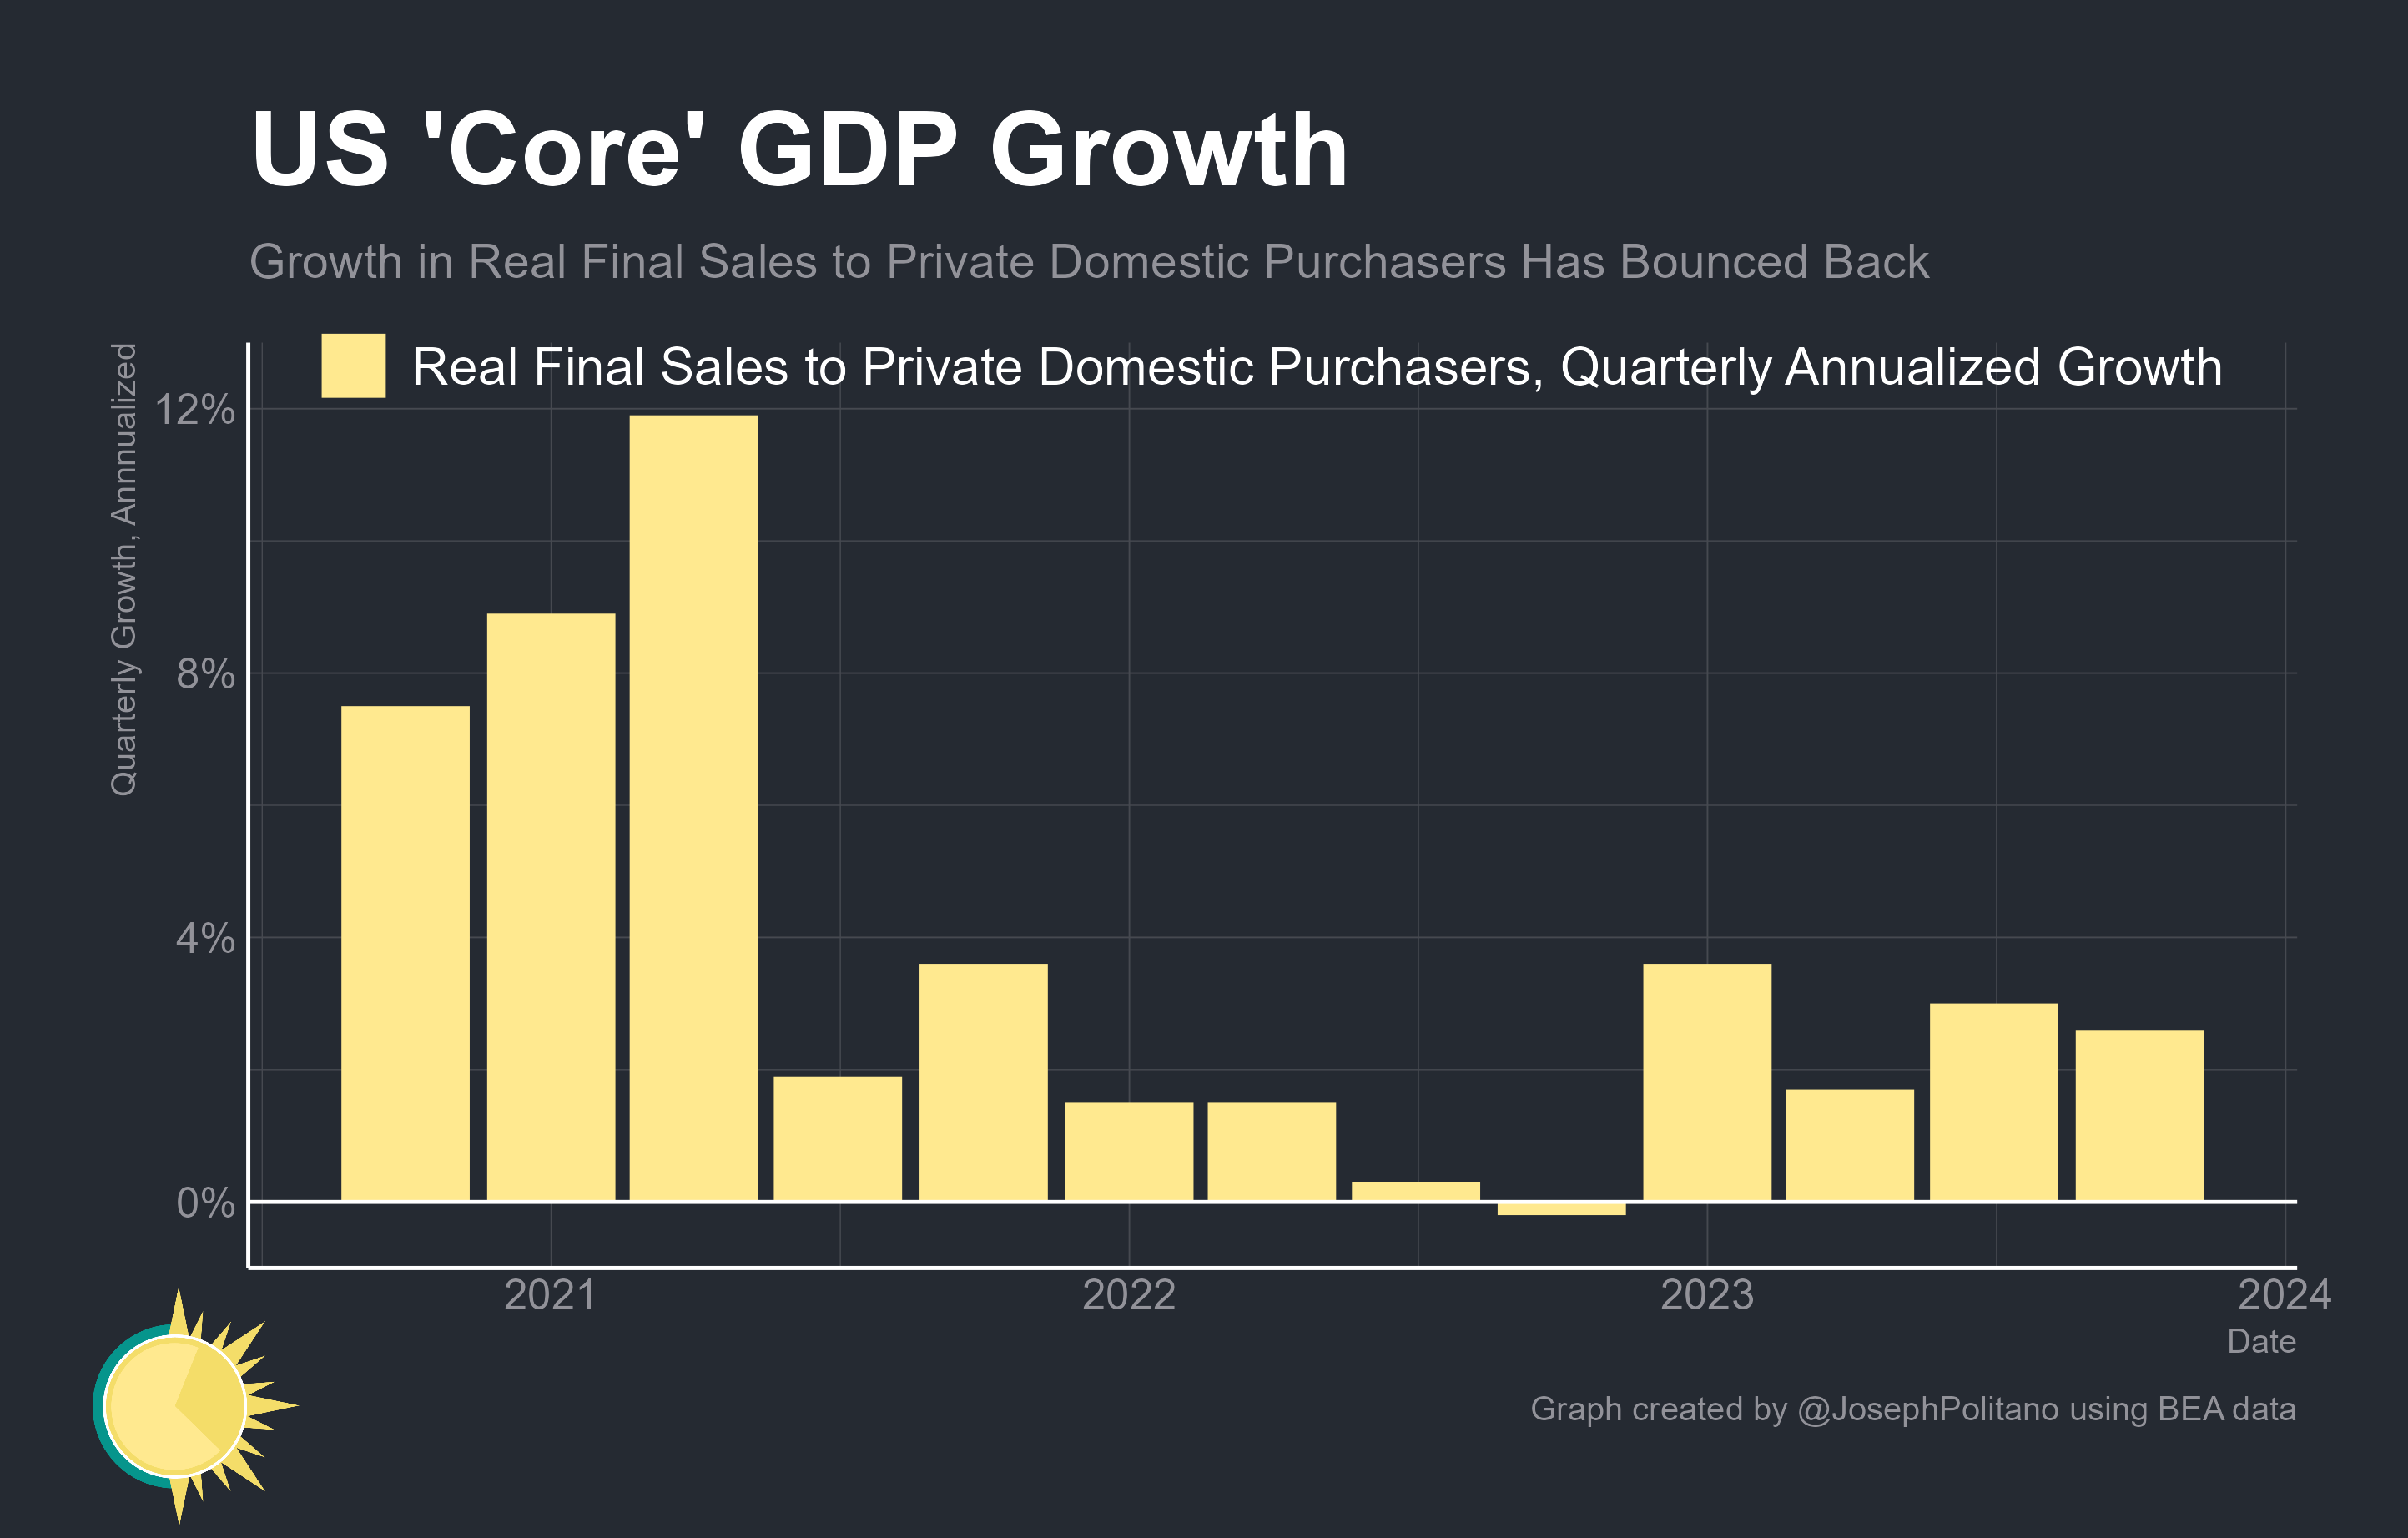 US 'Core' GDP Growth
Growth in Real Final Sales to Private Domestic Purchasers Has Bounced Back
Real Final Sales to Private Domestic Purchasers, Quarterly Annualized Growth
Quarterly Growth, Annnualized
12%
8%
4%
0%
2021 2022 2023 2024
Date
Graph created by @JosephPolitano using BEA data